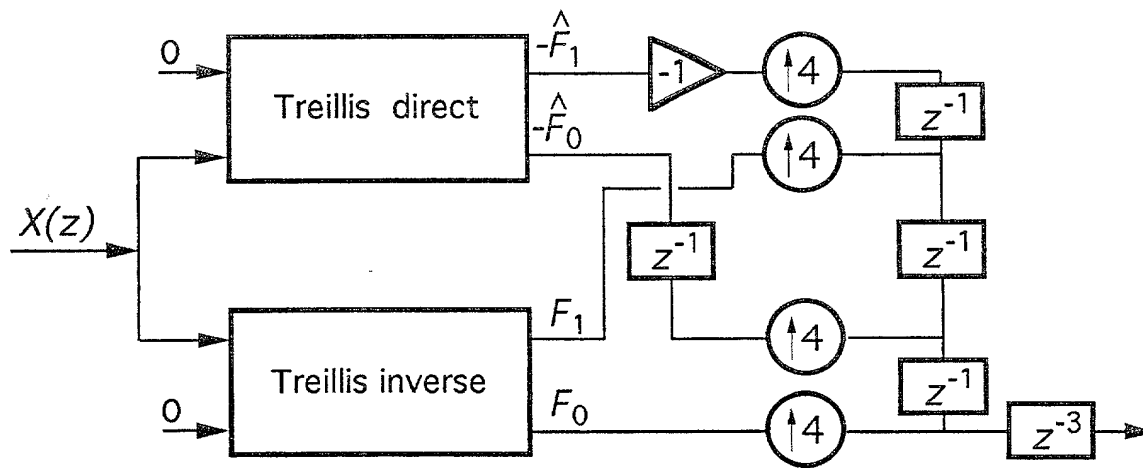 0
Treillis direct
-F̂₁
-1
↑4
z⁻¹
-F̂₀
↑4
X(z)
z⁻¹
z⁻¹
F₁
↑4
Treillis inverse
z⁻¹
0
F₀
↑4
z⁻³